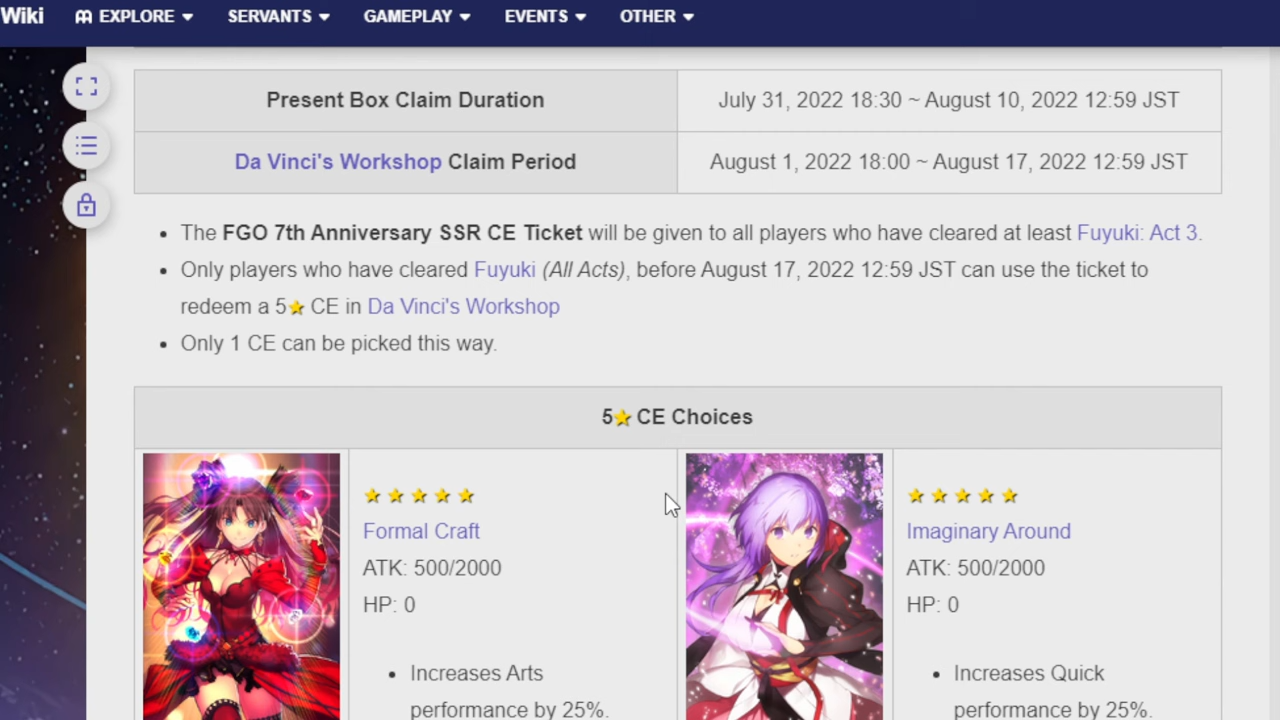 Wiki EXPLORE SERVANTS GAMEPLAY EVENTS OTHER
Present Box Claim Duration July 31, 2022 18:30 ~ August 10, 2022 12:59 JST
Da Vinci's Workshop Claim Period August 1, 2022 18:00 ~ August 17, 2022 12:59 JST
• The FGO 7th Anniversary SSR CE Ticket will be given to all players who have cleared at least Fuyuki: Act 3.
• Only players who have cleared Fuyuki (All Acts), before August 17, 2022 12:59 JST can use the ticket to
redeem a 5⭐ CE in Da Vinci's Workshop
• Only 1 CE can be picked this way.
5⭐ CE Choices
Formal Craft
ATK: 500/2000
HP: 0
• Increases Arts
performance by 25%.
Imaginary Around
ATK: 500/2000
HP: 0
• Increases Quick
performance by 25%.